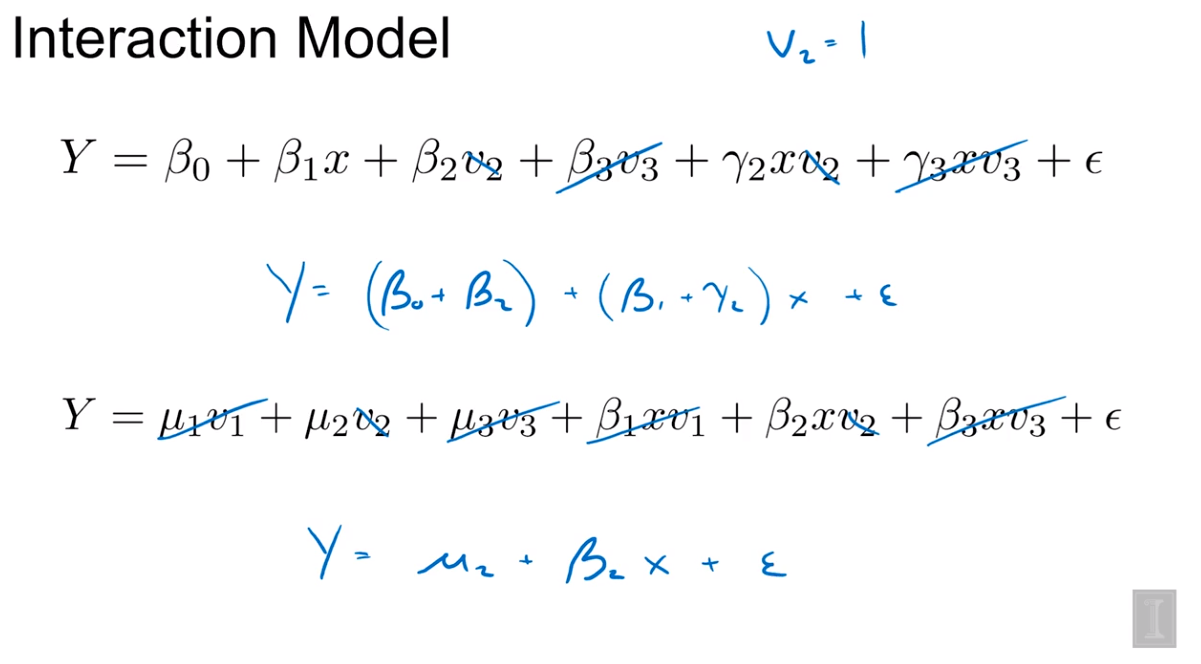 Interaction Model
v₂ = 1
Y = β₀ + β₁x + β₂v₂ + β₃v₃ + γ₂xv₂ + γ₃xv₃ + ϵ
Y = (β₀ + β₂) + (β₁ + γ₂) x + ε
Y = μ₁v₁ + μ₂v₂ + μ₃v₃ + β₁xv₁ + β₂xv₂ + β₃xv₃ + ϵ
Y = μ₂ + β₂ x + ε
I